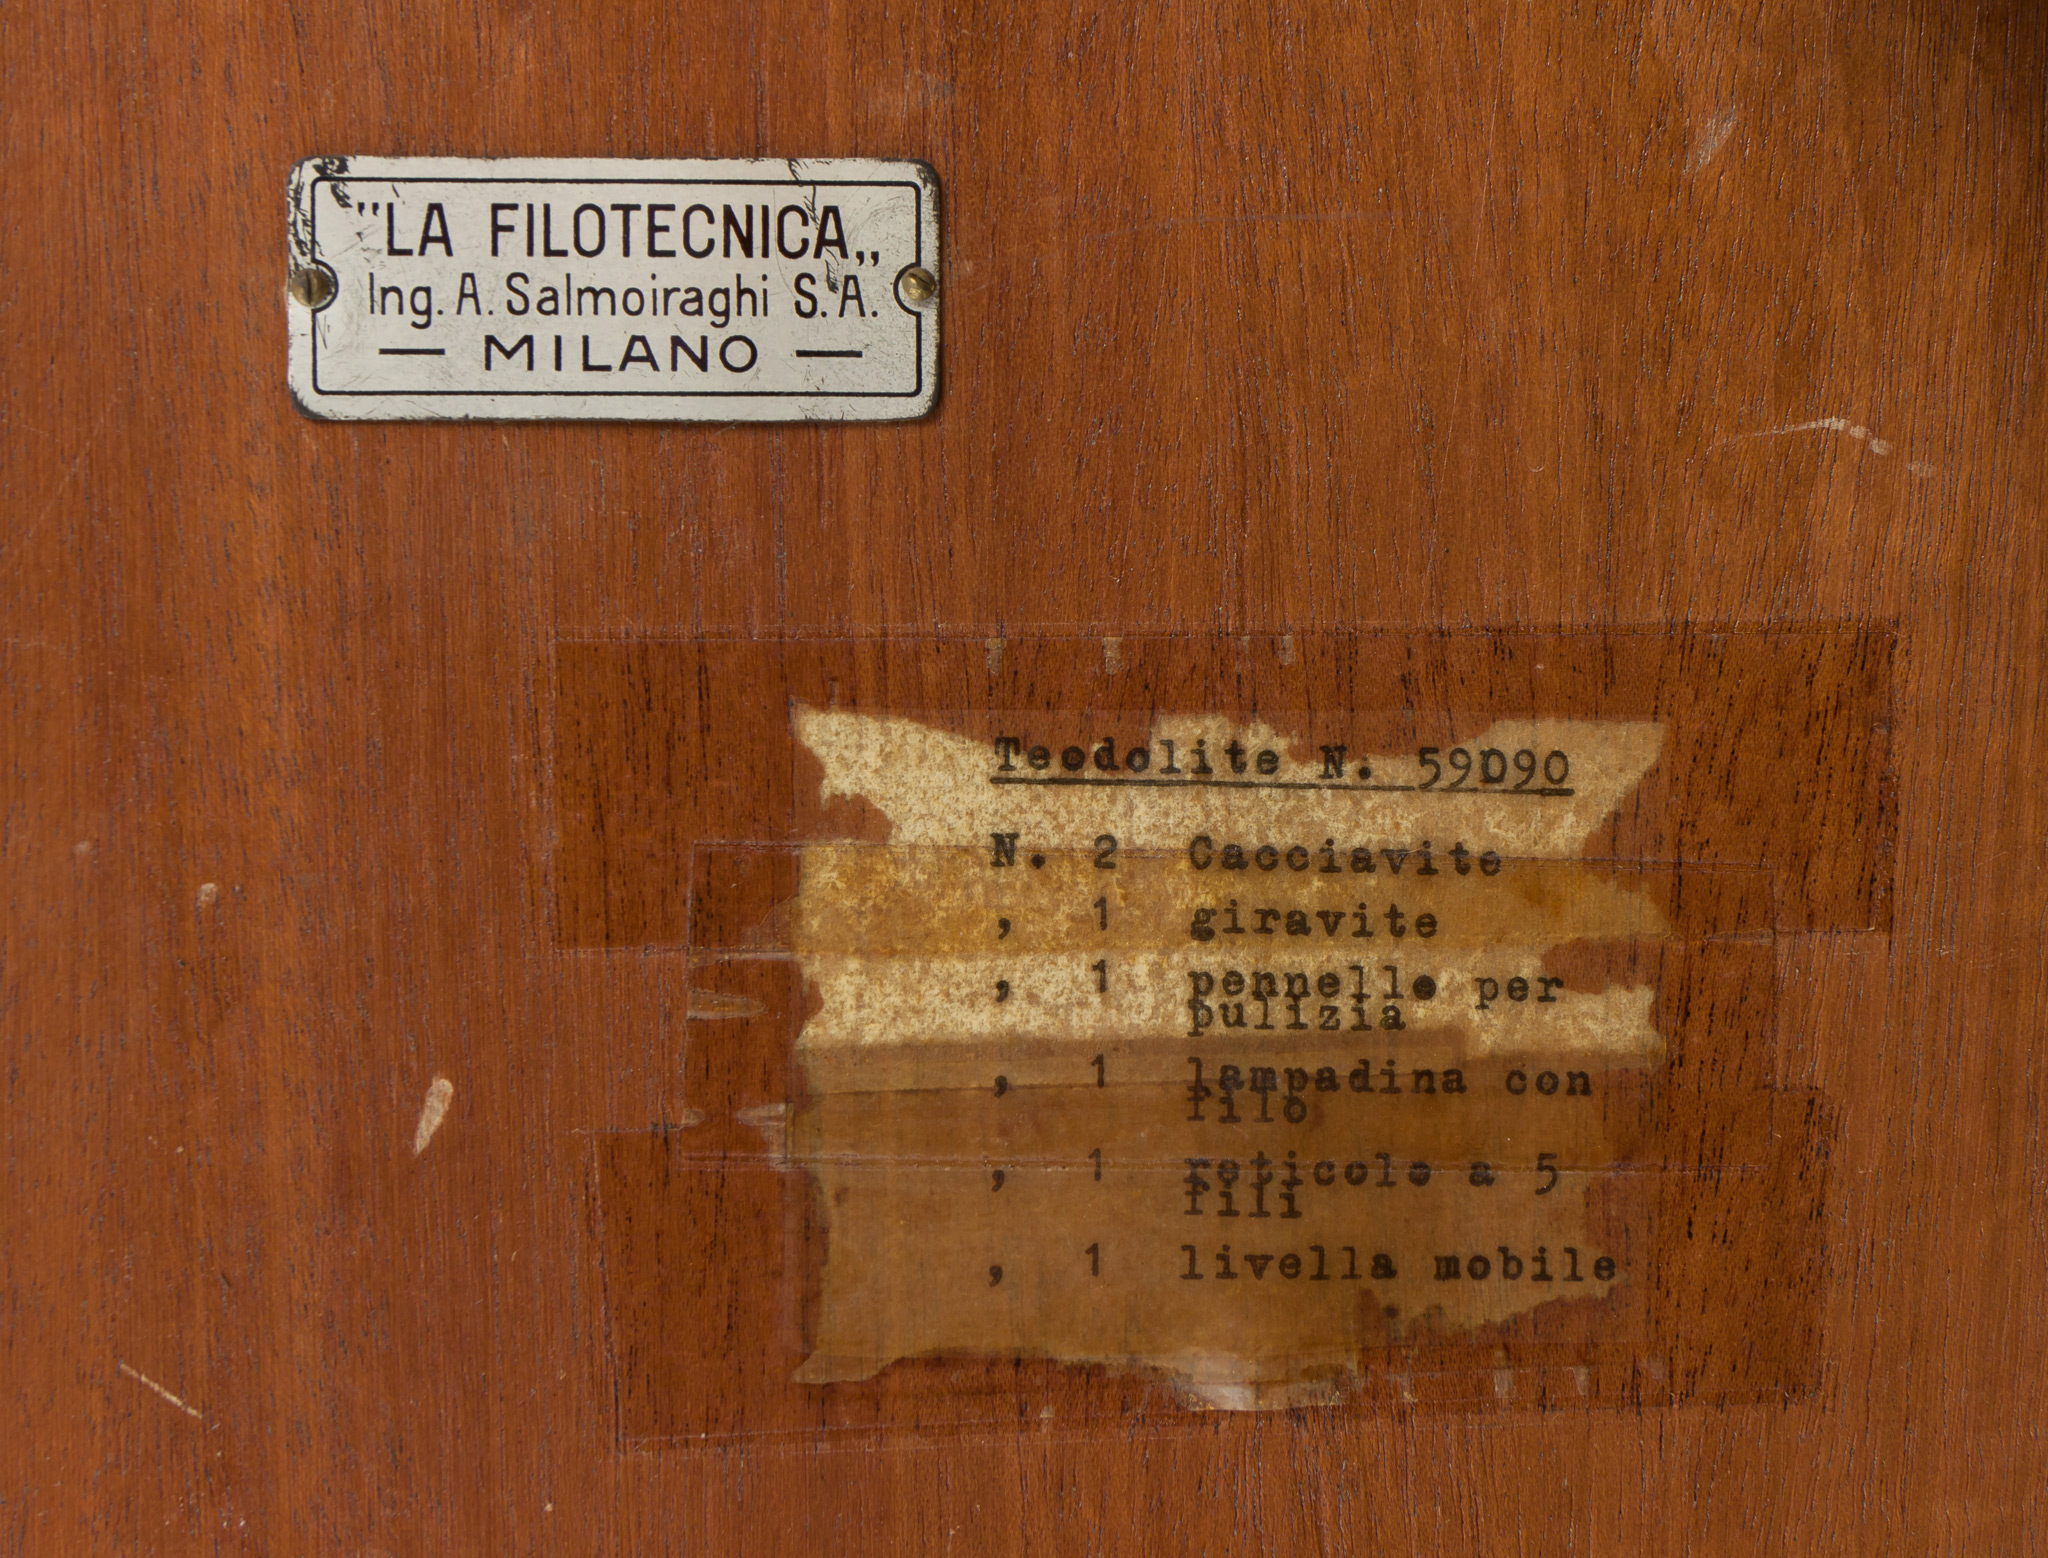 "LA FILOTECNICA„
Ing. A. Salmoiraghi S.A.
— MILANO —
Teodolite N. 59090
N. 2 Cacciavite
, 1 giravite
, 1 pennello per
pulizia
, 1 lampadina con
filo
, 1 reticolo a 5
fili
, 1 livella mobile